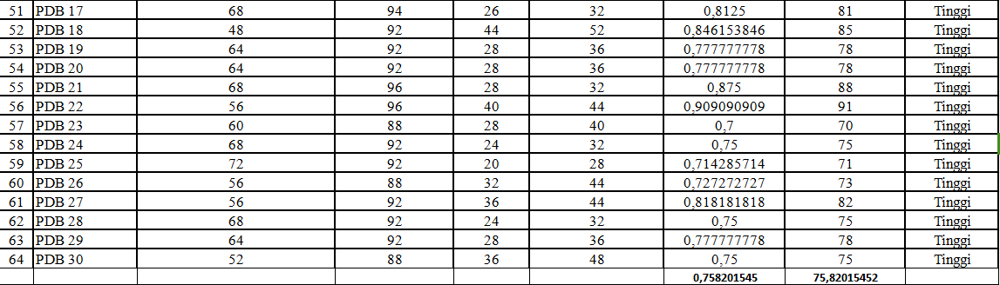 51 PDB 17 68 94 26 32 0,8125 81 Tinggi
52 PDB 18 48 92 44 52 0,846153846 85 Tinggi
53 PDB 19 64 92 28 36 0,777777778 78 Tinggi
54 PDB 20 64 92 28 36 0,777777778 78 Tinggi
55 PDB 21 68 96 28 32 0,875 88 Tinggi
56 PDB 22 56 96 40 44 0,909090909 91 Tinggi
57 PDB 23 60 88 28 40 0,7 70 Tinggi
58 PDB 24 68 92 24 32 0,75 75 Tinggi
59 PDB 25 72 92 20 28 0,714285714 71 Tinggi
60 PDB 26 56 88 32 44 0,727272727 73 Tinggi
61 PDB 27 56 92 36 44 0,818181818 82 Tinggi
62 PDB 28 68 92 24 32 0,75 75 Tinggi
63 PDB 29 64 92 28 36 0,777777778 78 Tinggi
64 PDB 30 52 88 36 48 0,75 75 Tinggi
0,758201545 75,82015452